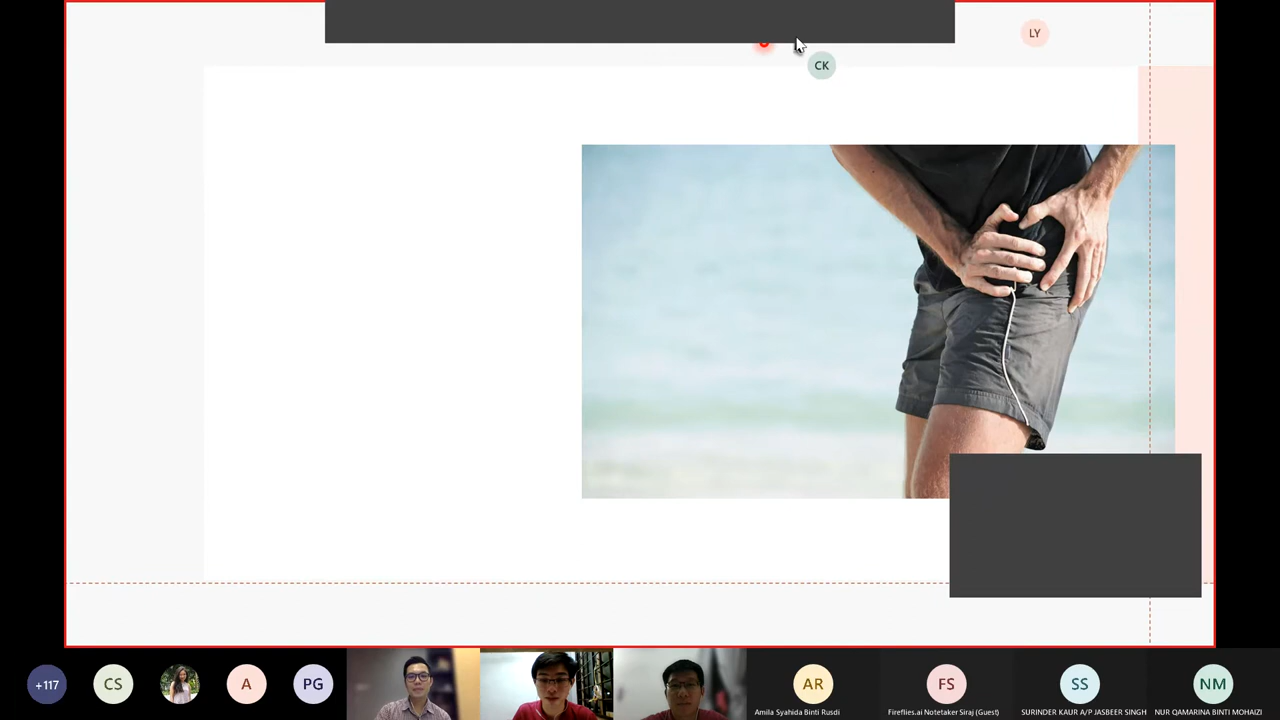 LY
CK
+117
CS
A
PG
AR
FS
SS
NM
Amila Syahida Binti Rusdi
Fireflies.ai Notetaker Siraj (Guest)
SURINDER KAUR A/P JASBEER SINGH
NUR QAMARINA BINTI MOHAIZI